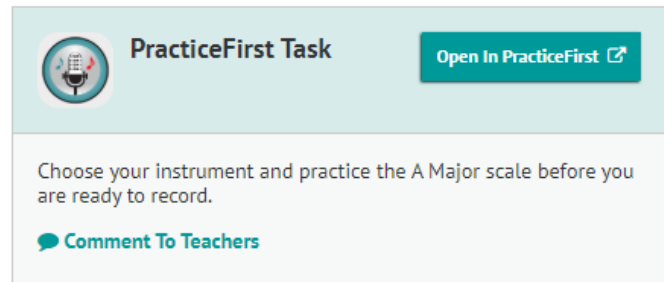 PracticeFirst Task
Open In PracticeFirst
Choose your instrument and practice the A Major scale before you
are ready to record.
Comment To Teachers